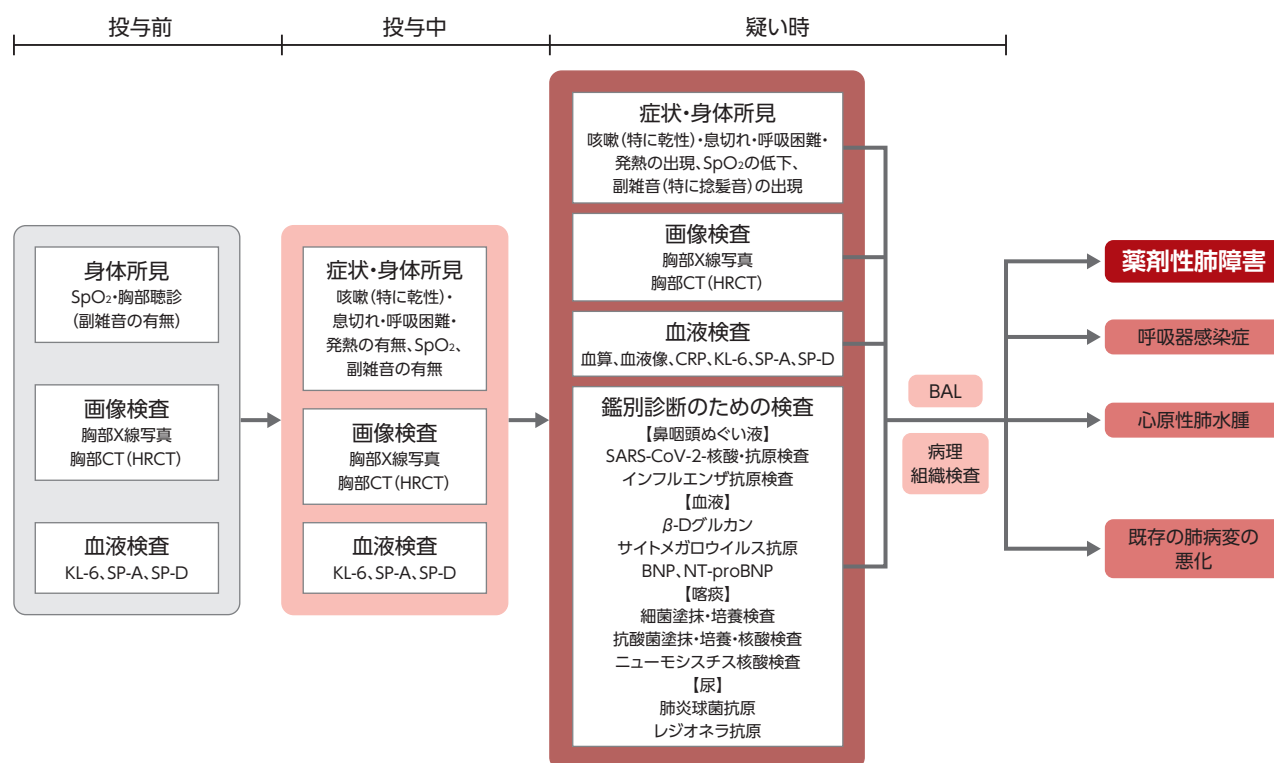 投与前
投与中
疑い時
身体所見
SpO₂・胸部聴診
(副雑音の有無)
画像検査
胸部X線写真
胸部CT(HRCT)
血液検査
KL-6、SP-A、SP-D
症状・身体所見
咳嗽(特に乾性)・
息切れ・呼吸困難・
発熱の有無、SpO₂、
副雑音の有無
画像検査
胸部X線写真
胸部CT(HRCT)
血液検査
KL-6、SP-A、SP-D
症状・身体所見
咳嗽(特に乾性)・息切れ・呼吸困難・
発熱の出現、SpO₂の低下、
副雑音(特に捻髪音)の出現
画像検査
胸部X線写真
胸部CT(HRCT)
血液検査
血算、血液像、CRP、KL-6、SP-A、SP-D
鑑別診断のための検査
【鼻咽頭ぬぐい液】
SARS-CoV-2-核酸・抗原検査
インフルエンザ抗原検査
【血液】
β-Dグルカン
サイトメガロウイルス抗原
BNP、NT-proBNP
【喀痰】
細菌塗抹・培養検査
抗酸菌塗抹・培養・核酸検査
ニューモシスチス核酸検査
【尿】
肺炎球菌抗原
レジオネラ抗原
BAL
病理
組織検査
薬剤性肺障害
呼吸器感染症
心原性肺水腫
既存の肺病変の
悪化